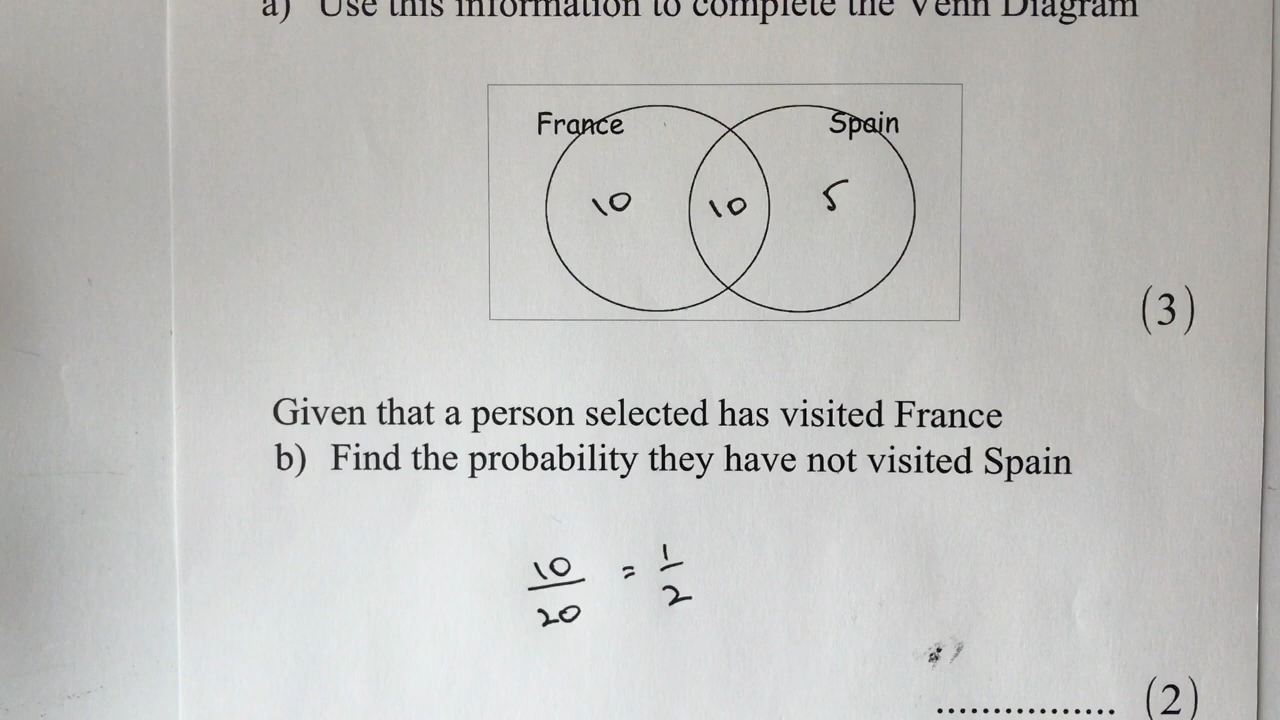 a) Use this information to complete the Venn Diagram
France Spain
10 10 5
(3)
Given that a person selected has visited France
b) Find the probability they have not visited Spain
10/20 = 1/2
................ (2)